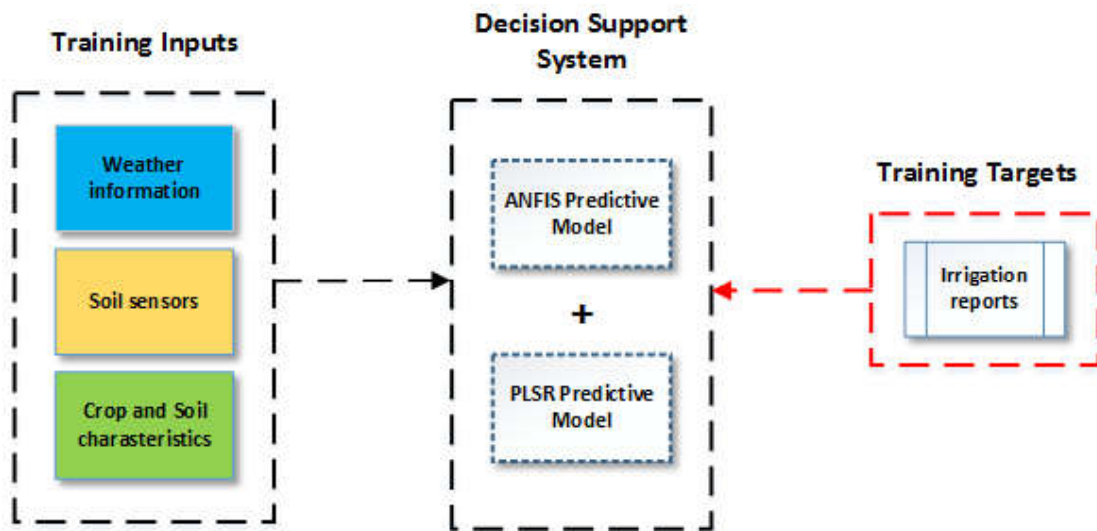 Training Inputs
Weather
information
Soil sensors
Crop and Soil
charasteristics
Decision Support
System
ANFIS Predictive
Model
+
PLSR Predictive
Model
Training Targets
Irrigation
reports